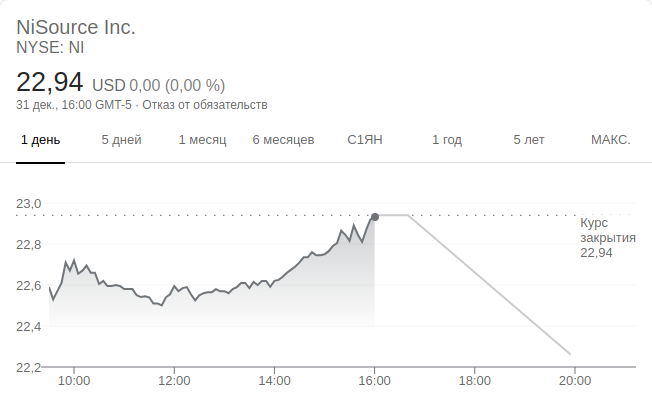 NiSource Inc.
NYSE: NI
22,94 USD 0,00 (0,00 %)
31 дек., 16:00 GMT-5 · Отказ от обязательств
1 день 5 дней 1 месяц 6 месяцев С1ЯН 1 год 5 лет МАКС.
23,0
Курс
закрытия
22,94
22,8
22,6
22,4
22,2
10:00 12:00 14:00 16:00 18:00 20:00